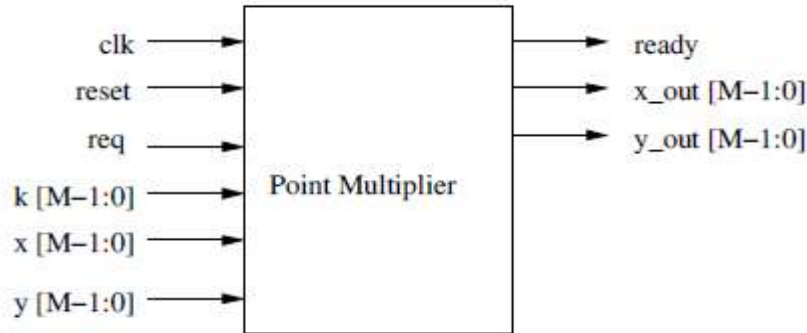 clk
reset
req
k [M−1:0]
x [M−1:0]
y [M−1:0]
Point Multiplier
ready
x_out [M−1:0]
y_out [M−1:0]